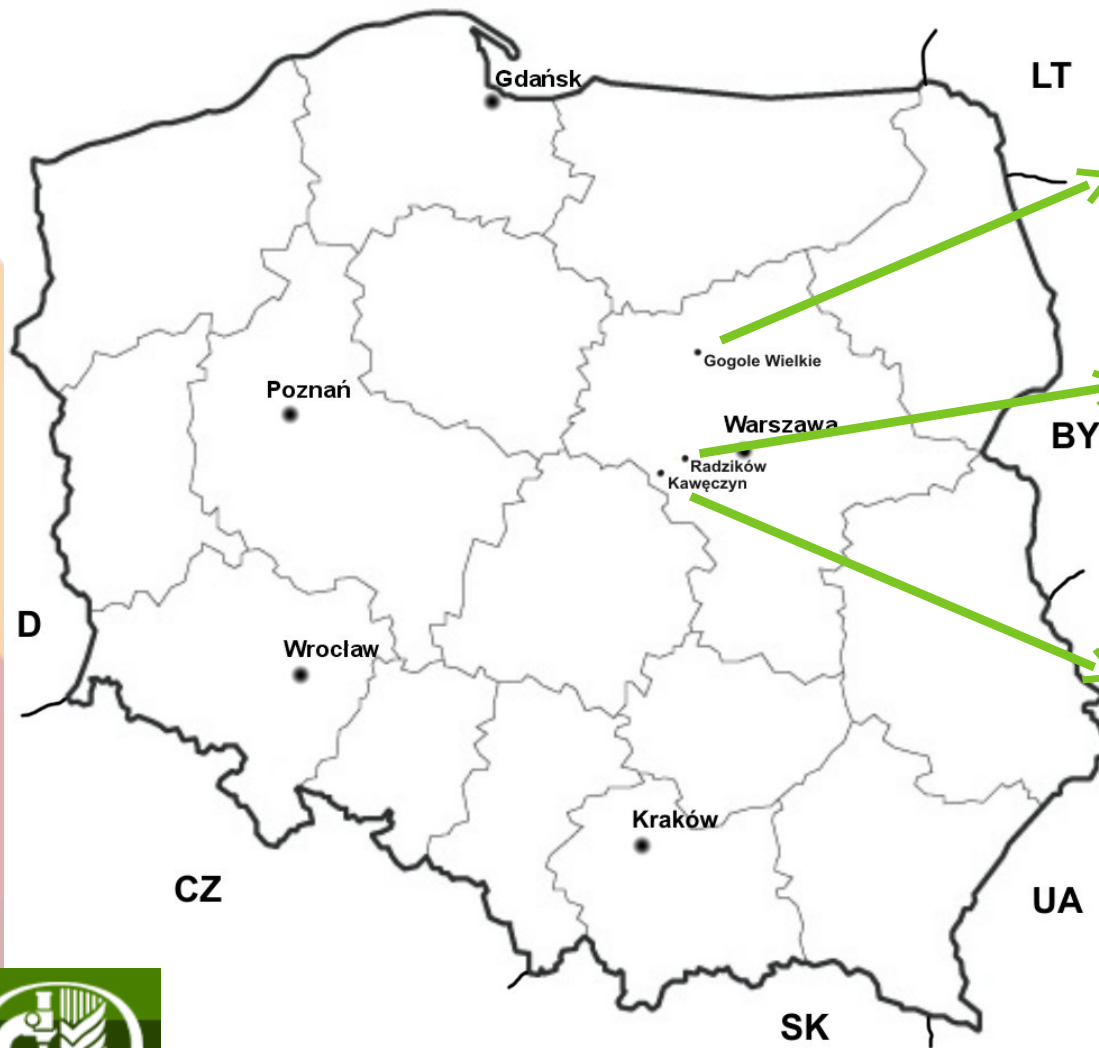 Gdańsk
LT
Gogole Wielkie
Poznań
Warszawa
BY
Radzików
Kawęczyn
D
Wrocław
Kraków
CZ
UA
SK